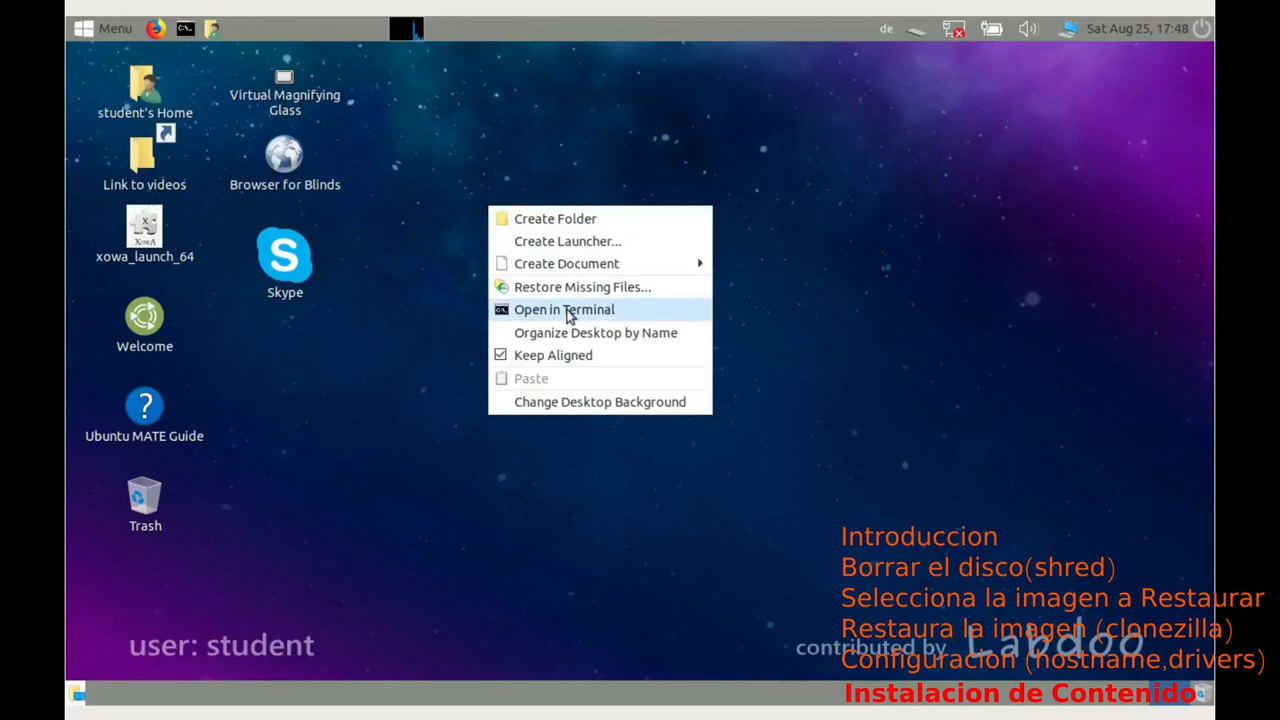 Menu
de
Sat Aug 25, 17:48
student's Home
Virtual Magnifying
Glass
Link to videos
Browser for Blinds
XOWA
xowa_launch_64
Skype
Welcome
Ubuntu MATE Guide
Trash
Create Folder
Create Launcher...
Create Document
Restore Missing Files...
Open in Terminal
Organize Desktop by Name
Keep Aligned
Paste
Change Desktop Background
Introduccion
Borrar el disco(shred)
Selecciona la imagen a Restaurar
Restaura la imagen (clonezilla)
Configuracion (hostname,drivers)
Instalacion de Contenido
user: student
contributed by Labdoo